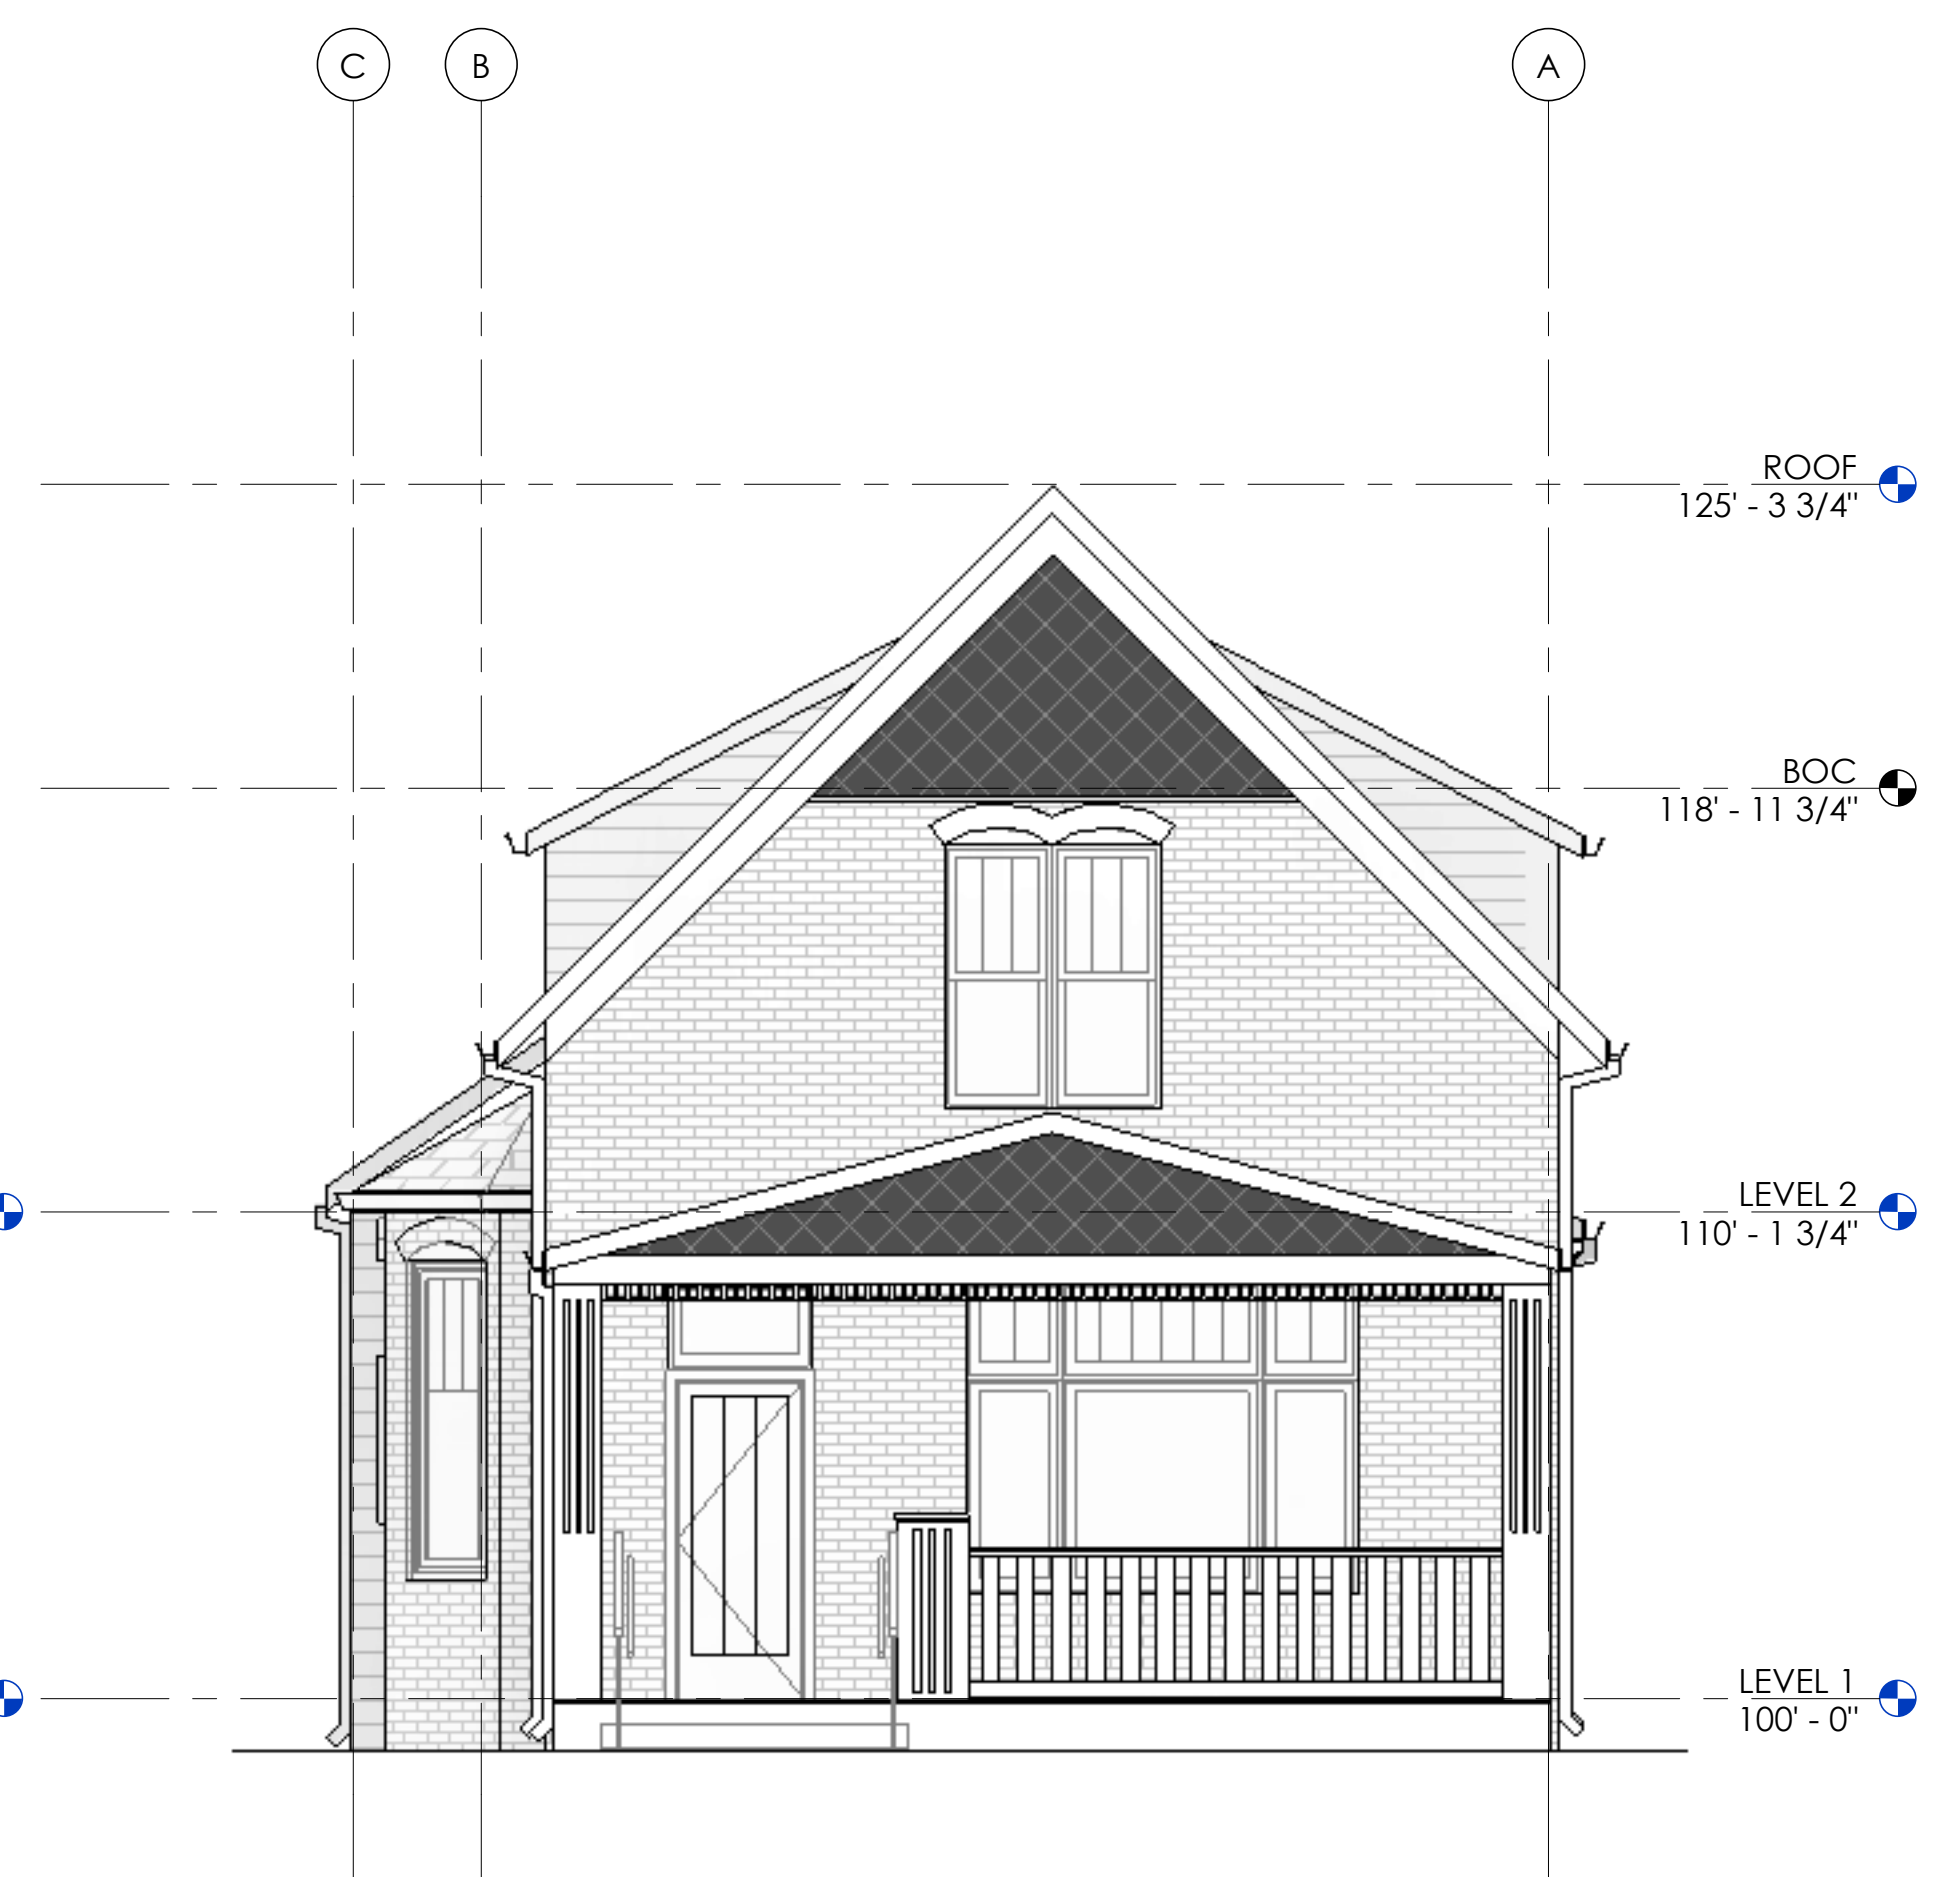 C B A
ROOF
125' - 3 3/4"
BOC
118' - 11 3/4"
LEVEL 2
110' - 1 3/4"
LEVEL 1
100' - 0"